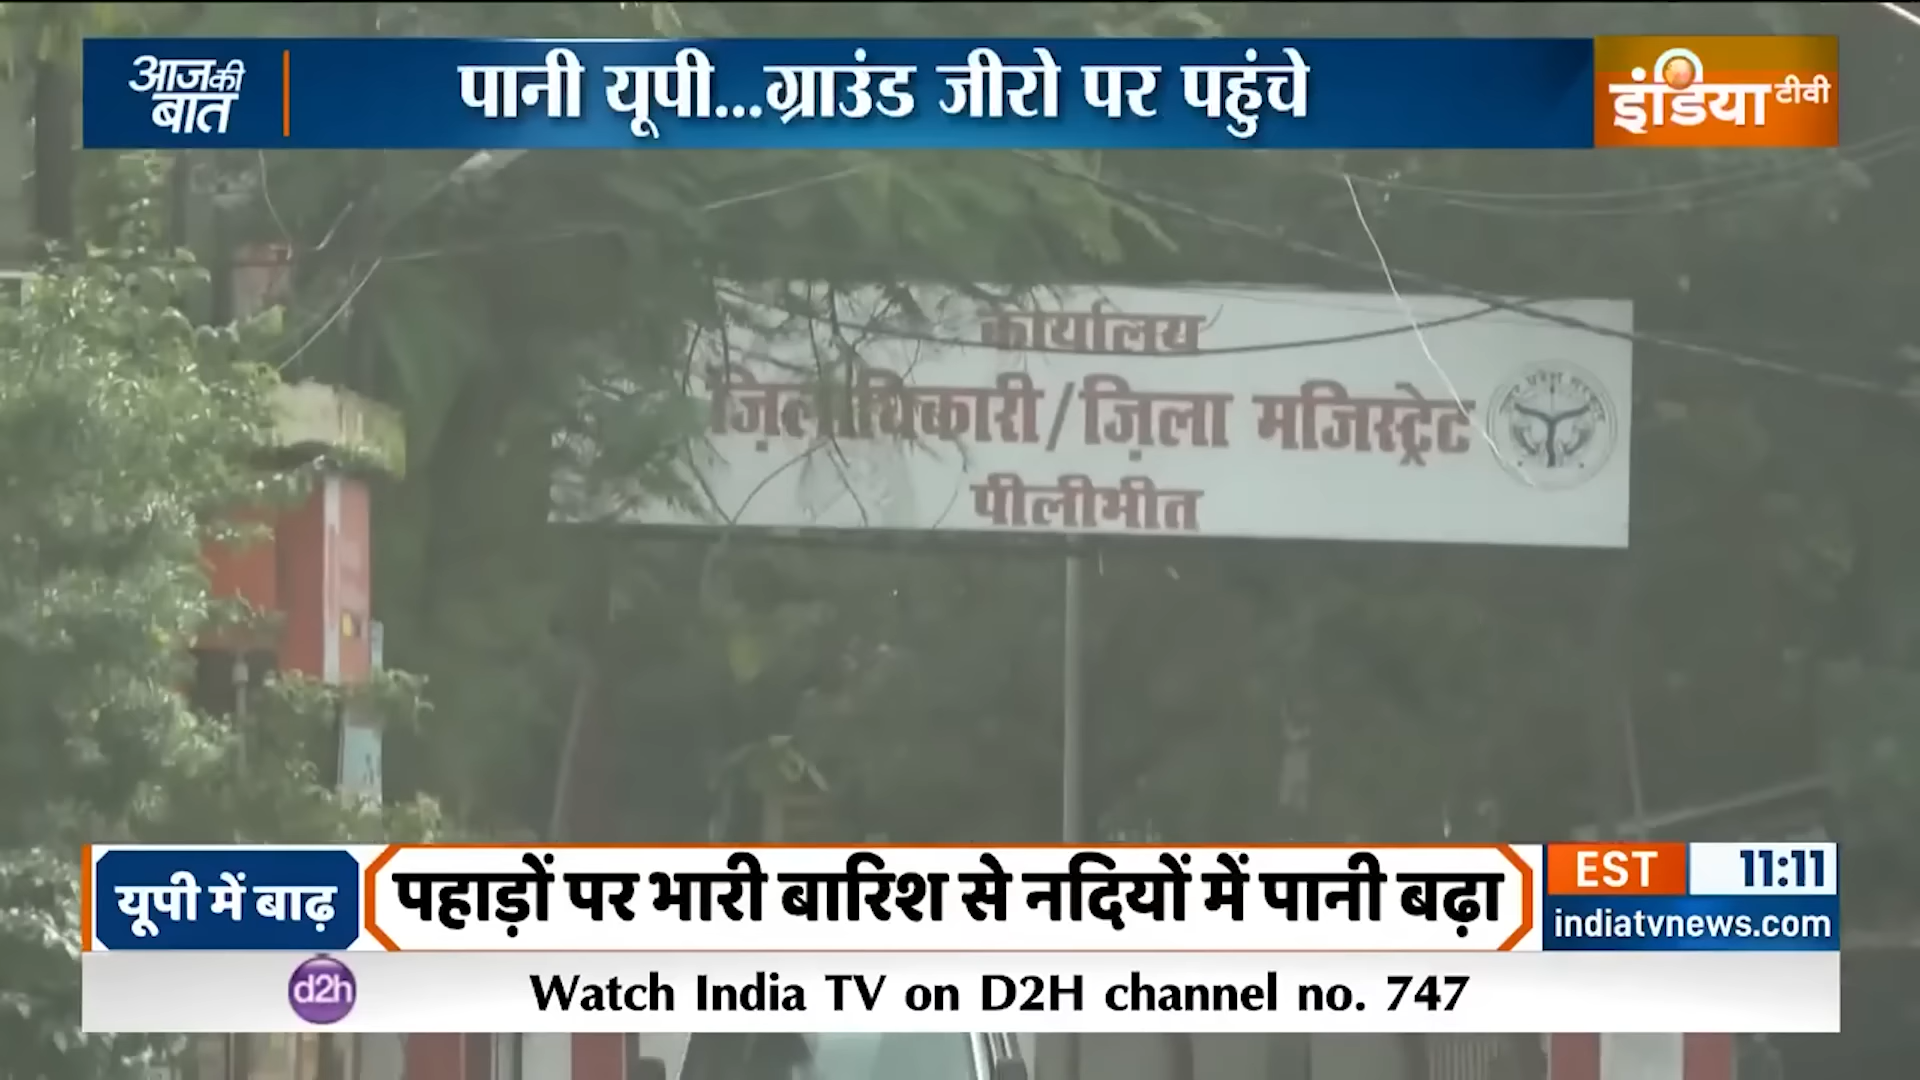 आज की
बात
पानी यूपी...ग्राउंड जीरो पर पहुंचे
इंडिया टीवी
कार्यालय
ज़िलाधिकारी/ज़िला मजिस्ट्रेट
पीलीभीत
यूपी में बाढ़
पहाड़ों पर भारी बारिश से नदियों में पानी बढ़ा
EST 11:11
indiatvnews.com
d2h
Watch India TV on D2H channel no. 747